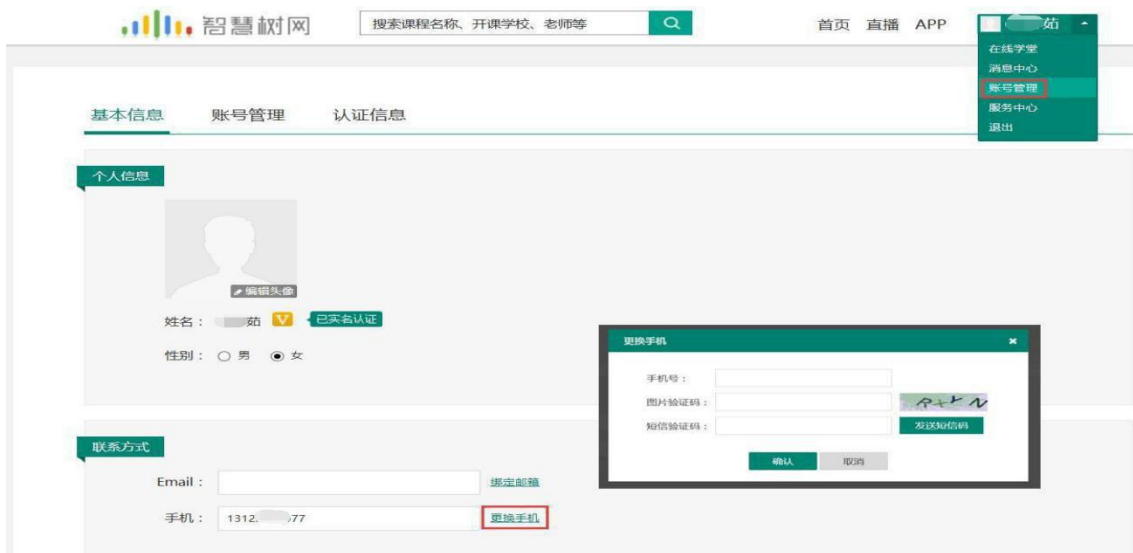 智慧树网
搜索课程名称、开课学校、老师等
首页 直播 APP
茹
在线学堂
消息中心
账号管理
服务中心
退出
基本信息 账号管理 认证信息
个人信息
编辑头像
姓名： 茹 V 已实名认证
性别： 男 女
更换手机
手机号：
图片验证码：
短信验证码： 发送短信码
确认 取消
联系方式
Email： 绑定邮箱
手机： 1312 77 更换手机